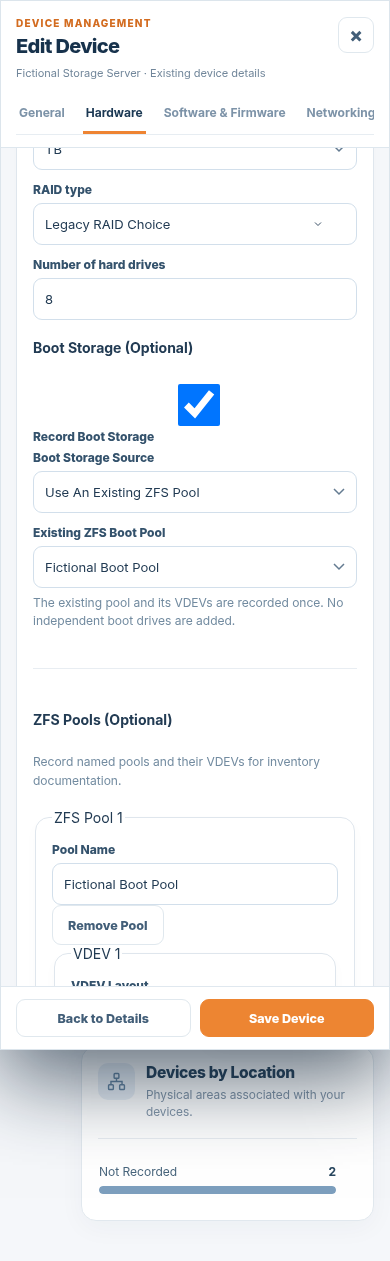 DEVICE MANAGEMENT
Edit Device
Fictional Storage Server · Existing device details
General
Hardware
Software & Firmware
Networking
TB
RAID type
Legacy RAID Choice
Number of hard drives
8
Boot Storage (Optional)
Record Boot Storage
Boot Storage Source
Use An Existing ZFS Pool
Existing ZFS Boot Pool
Fictional Boot Pool
The existing pool and its VDEVs are recorded once. No
independent boot drives are added.
ZFS Pools (Optional)
Record named pools and their VDEVs for inventory
documentation.
ZFS Pool 1
Pool Name
Fictional Boot Pool
Remove Pool
VDEV 1
VDEV Layout
Back to Details
Save Device
Devices by Location
Physical areas associated with your
devices.
Not Recorded
2